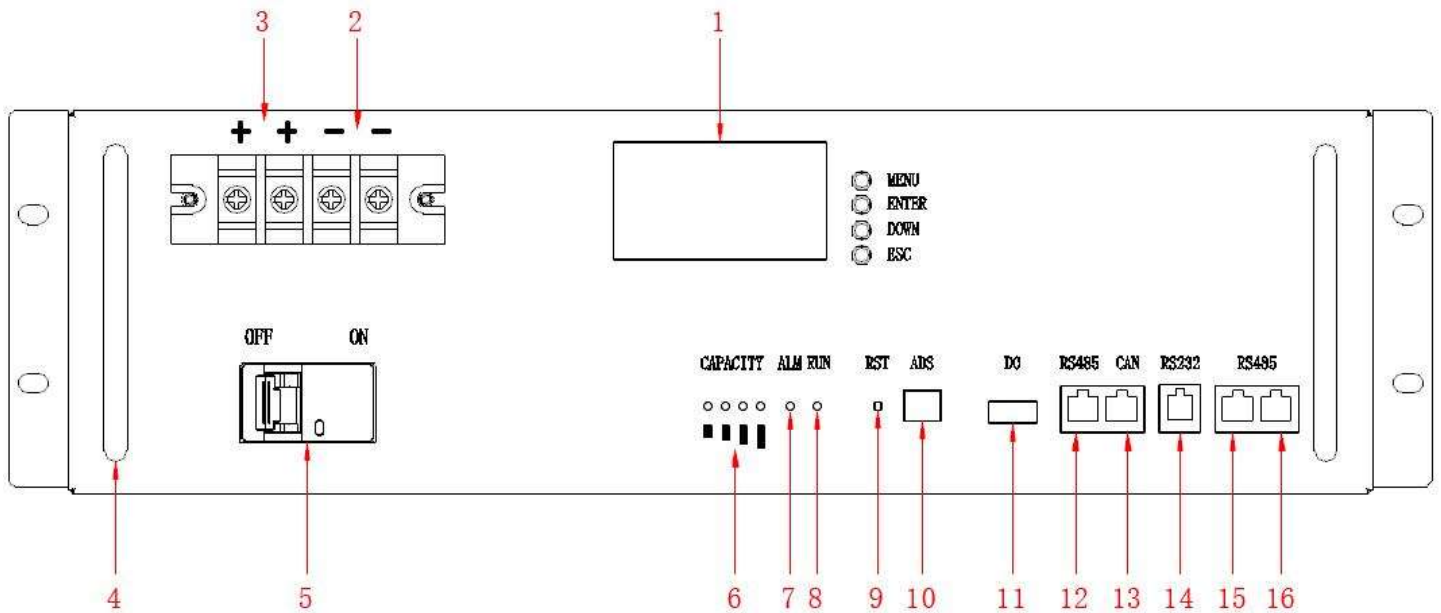 3 2 1
+ + - -
MENU
ENTER
DOWN
ESC
OFF ON
CAPACITY ALM RUN RST ADS DO RS485 CAN RS232 RS485
4 5 6 7 8 9 10 11 12 13 14 15 16